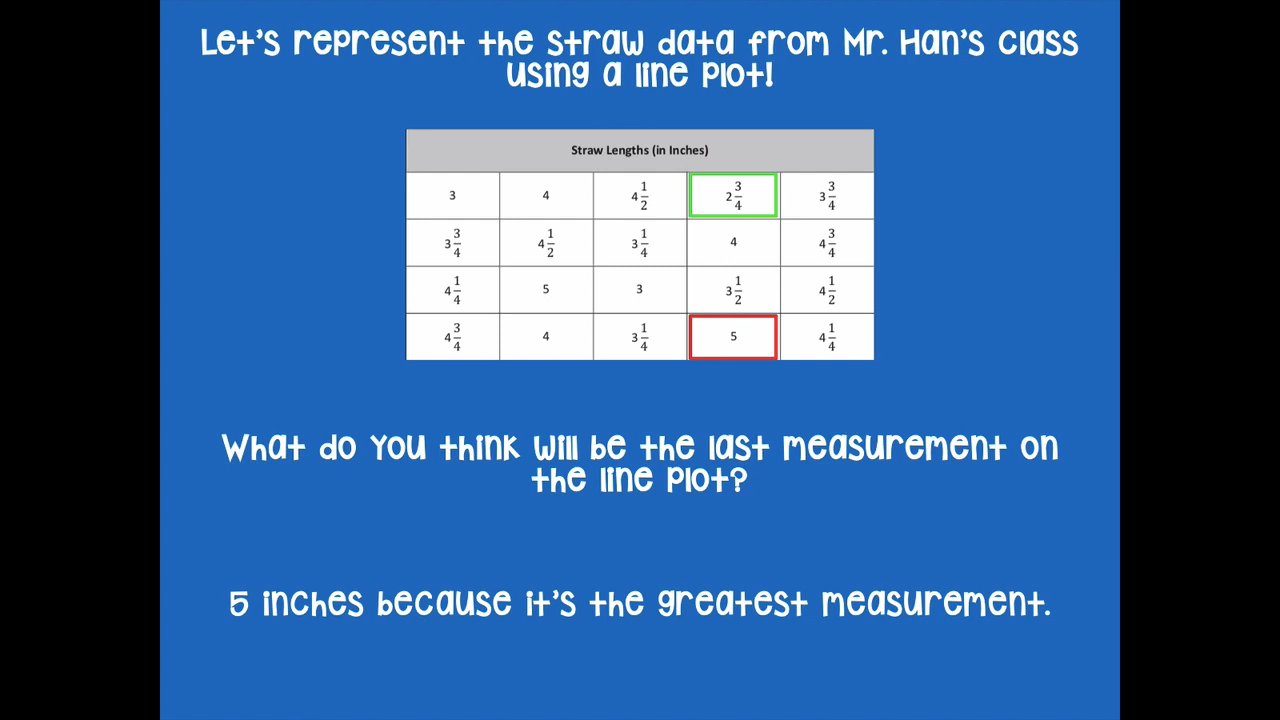 Let's represent the straw data from Mr. Han's class
using a line plot!
Straw Lengths (in Inches)
3 4 4 1/2 2 3/4 3 3/4
3 3/4 4 1/2 3 1/4 4 4 3/4
4 1/4 5 3 3 1/2 4 1/2
4 3/4 4 3 1/4 5 4 1/4
What do you think will be the last measurement on
the line plot?
5 inches because it's the greatest measurement.